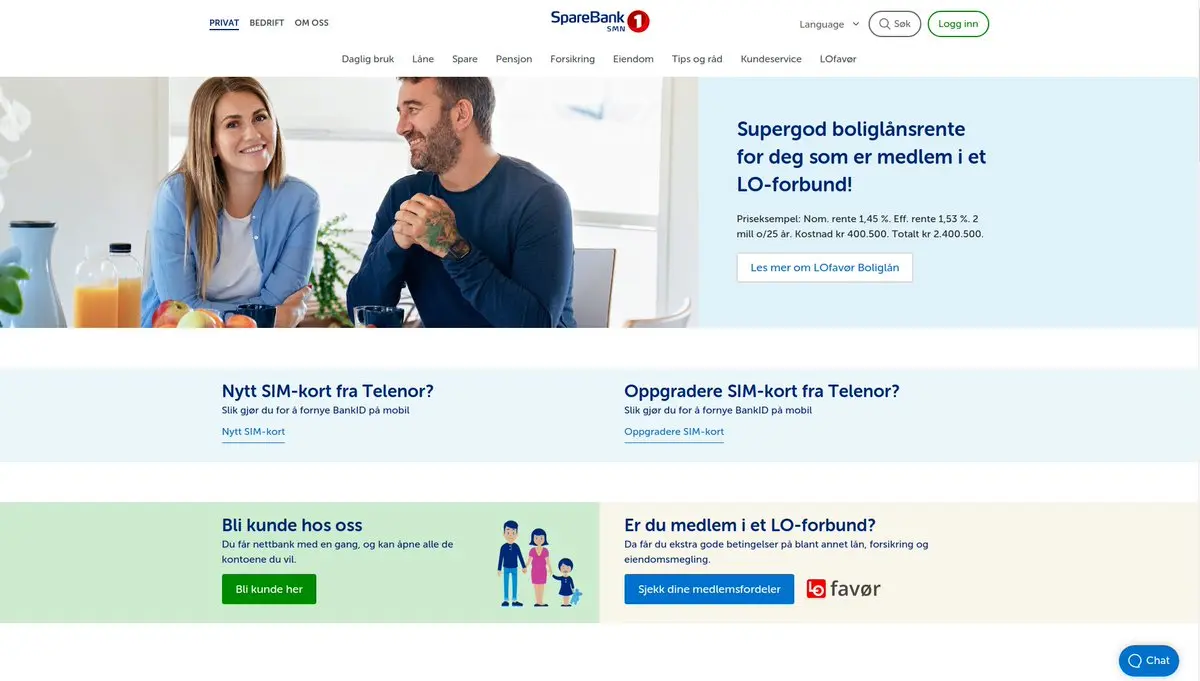 PRIVAT BEDRIFT OM OSS
SpareBank 1
SMN
Language Søk Logg inn
Daglig bruk Låne Spare Pensjon Forsikring Eiendom Tips og råd Kundeservice LOfavør
Supergod boliglånsrente
for deg som er medlem i et
LO-forbund!
Priseksempel: Nom. rente 1,45 %. Eff. rente 1,53 %. 2
mill o/25 år. Kostnad kr 400.500. Totalt kr 2.400.500.
Les mer om LOfavør Boliglån
Nytt SIM-kort fra Telenor?
Slik gjør du for å fornye BankID på mobil
Nytt SIM-kort
Oppgradere SIM-kort fra Telenor?
Slik gjør du for å fornye BankID på mobil
Oppgradere SIM-kort
Bli kunde hos oss
Du får nettbank med en gang, og kan åpne alle de
kontoene du vil.
Bli kunde her
Er du medlem i et LO-forbund?
Da får du ekstra gode betingelser på blant annet lån, forsikring og
eiendomsmegling.
Sjekk dine medlemsfordeler
LO favør
Chat